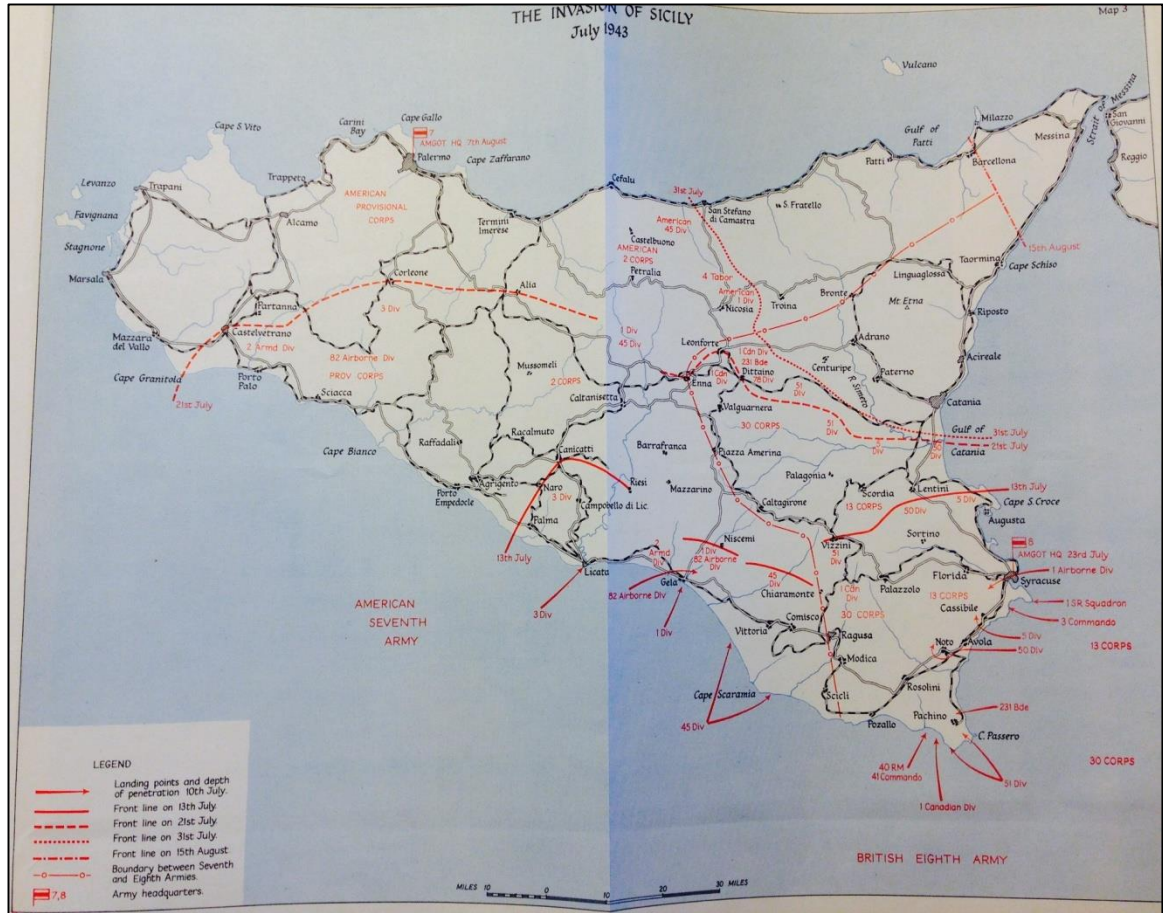 THE INVASION OF SICILY
July 1943
Map 3
Vulcano
Cape S. Vito
Carini
Bay
Cape Gallo
7
AMGOT HQ 7th August
Palermo
Cape Zaffarano
Gulf of
Patti
Milazzo
Messina
Strait of Messina
San
Giovanni
Reggio
Levanzo
Trapani
Trappeto
Favignana
Alcamo
AMERICAN
PROVISIONAL
CORPS
Termini
Imerese
Cefalu
31st July
San Stefano
di Camastra
Patti
Barcellona
S. Fratello
Stagnone
American
45 Div
Castelbuono
AMERICAN
2 CORPS
Petralia
4 Tabor
15th August
Taormina
Cape Schiso
Marsala
Corleone
Alia
American
1 Div
Nicosia
Troina
Bronte
Linguaglossa
Mt. Etna
Riposto
Partanna
3 Div
Castelvetrano
2 Armd Div
1 Div
45 Div
Leonforte
Adrano
Mazzara
del Vallo
82 Airborne Div
PROV CORPS
Mussomeli
1 Cdn Div
231 Bde
Centuripe
Acireale
Cape Granitola
Porto
Palo
2 CORPS
Enna
1 Cdn
Div
Dittaino
78 Div
51
Div
R. Simeto
Paterno
21st July
Sciacca
Caltanisetta
Valguarnera
Catania
Raffadali
Racalmuto
30 CORPS
51
Div
5
Div
50
Div
Gulf of
Catania
31st July
21st July
Cape Bianco
Canicatti
Barrafranca
Piazza Amerina
Agrigento
Naro
3 Div
Riesi
Mazzarino
Palagonia
Scordia
Lentini
13th July
Porto
Empedocle
Campobello di Lic.
Caltagirone
13 CORPS
50 Div
5 Div
Cape S. Croce
Augusta
Palma
13th July
2
Armd
Div
1 Div
82 Airborne
Div
Niscemi
Vizzini
51
Div
Sortino
8
AMGOT HQ 23rd July
Licata
Gela
82 Airborne Div
45
Div
Chiaramonte
1 Cdn
Div
Palazzolo
Florida
1 Airborne Div
Syracuse
AMERICAN
SEVENTH
ARMY
3 Div
1 Div
Vittoria
Comiso
30 CORPS
13 CORPS
Cassibile
1 SR Squadron
3 Commando
Ragusa
Noto
Avola
5 Div
50 Div
13 CORPS
Modica
Cape Scaramia
Scicli
Rosolini
231 Bde
45 Div
Pozallo
Pachino
C. Passero
40 RM
41 Commando
51 Div
30 CORPS
1 Canadian Div
BRITISH EIGHTH ARMY
LEGEND
Landing points and depth
of penetration 10th July.
Front line on 13th July.
Front line on 21st July.
Front line on 31st July.
Front line on 15th August
Boundary between Seventh
and Eighth Armies.
7,8
Army headquarters.
MILES
10
0
10
20
30
MILES